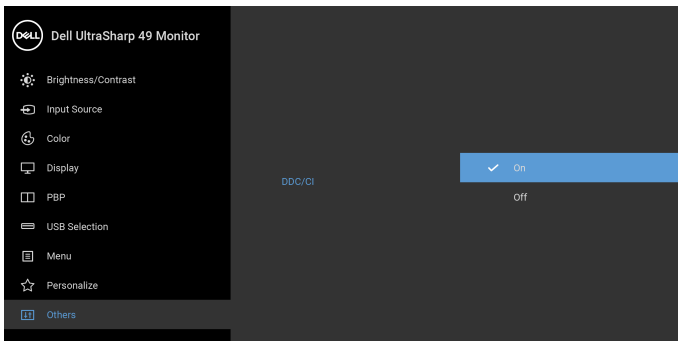 DELL
Dell UltraSharp 49 Monitor
Brightness/Contrast
Input Source
Color
Display
PBP
USB Selection
Menu
Personalize
Others
DDC/CI
On
Off